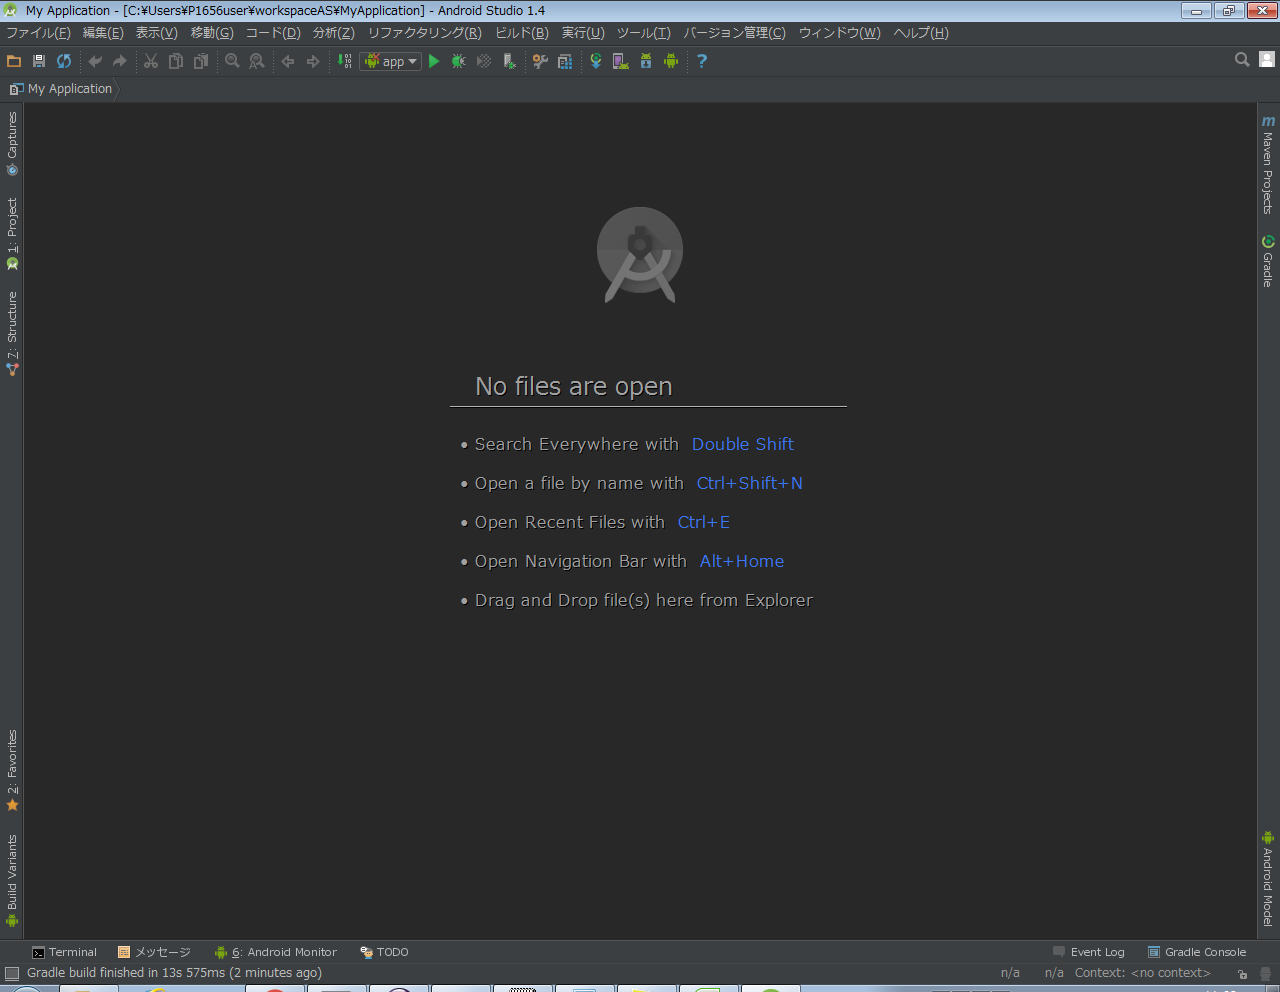 My Application - [C:¥Users¥P1656user¥workspaceAS¥MyApplication] - Android Studio 1.4
ファイル(F) 編集(E) 表示(V) 移動(G) コード(D) 分析(Z) リファクタリング(R) ビルド(B) 実行(U) ツール(T) バージョン管理(C) ウィンドウ(W) ヘルプ(H)
app
My Application
Captures
1: Project
7: Structure
2: Favorites
Build Variants
No files are open
• Search Everywhere with Double Shift
• Open a file by name with Ctrl+Shift+N
• Open Recent Files with Ctrl+E
• Open Navigation Bar with Alt+Home
• Drag and Drop file(s) here from Explorer
Maven Projects
Gradle
Android Model
Terminal メッセージ 6: Android Monitor TODO Event Log Gradle Console
Gradle build finished in 13s 575ms (2 minutes ago) n/a n/a Context: <no context>